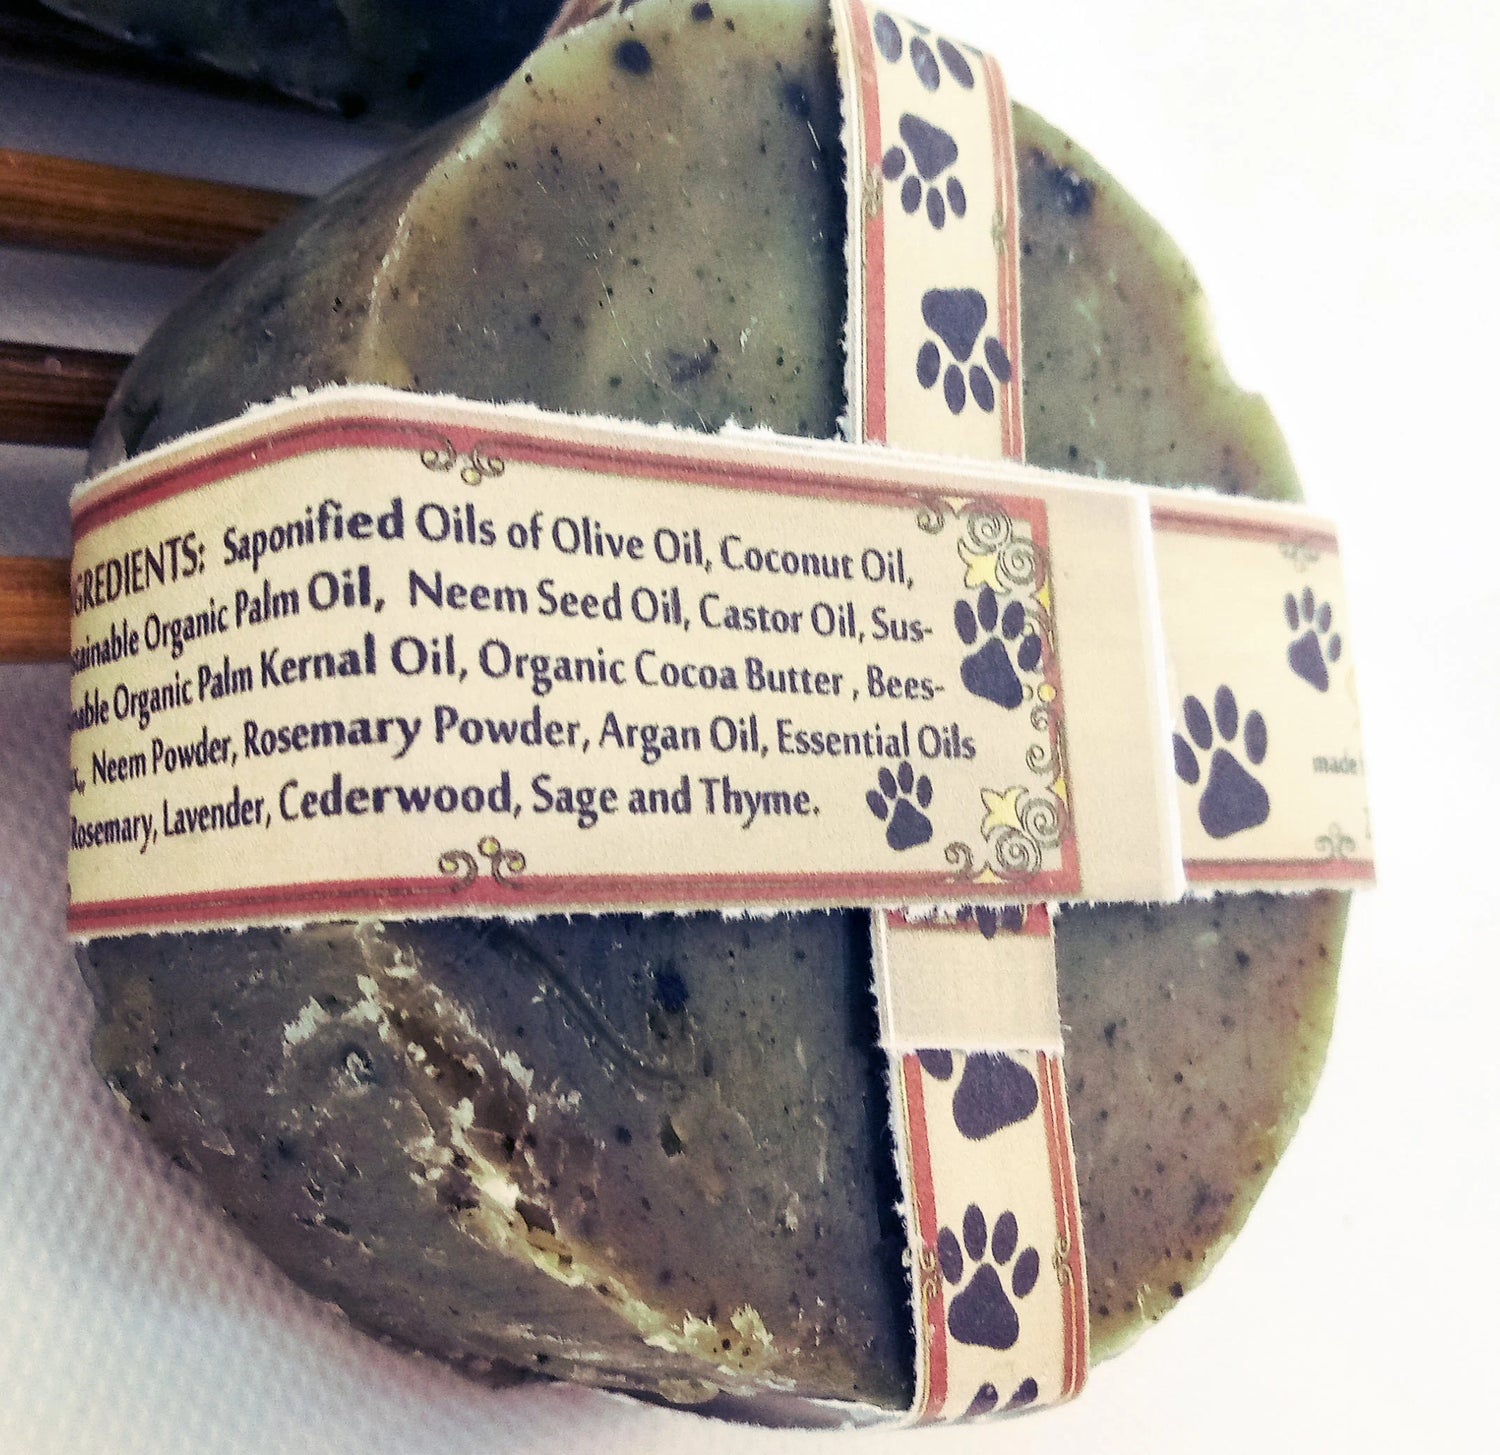 GREDIENTS: Saponified Oils of Olive Oil, Coconut Oil,
tainable Organic Palm Oil, Neem Seed Oil, Castor Oil, Sus-
nable Organic Palm Kernal Oil, Organic Cocoa Butter , Bees-
x, Neem Powder, Rosemary Powder, Argan Oil, Essential Oils
Rosemary, Lavender, Cederwood, Sage and Thyme.
made